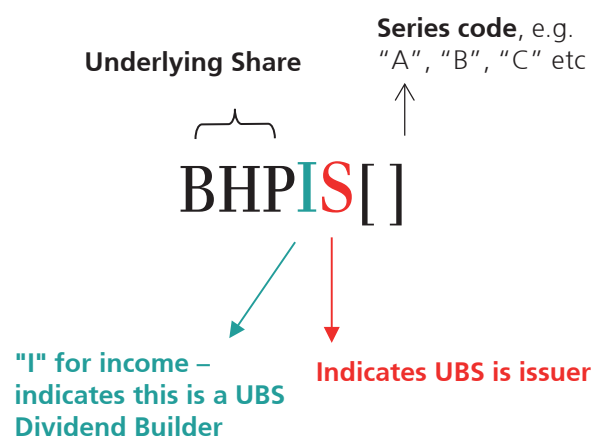 Series code, e.g.
Underlying Share
“A”, “B”, “C” etc
BHPIS[ ]
"I" for income –
indicates this is a UBS
Dividend Builder
Indicates UBS is issuer